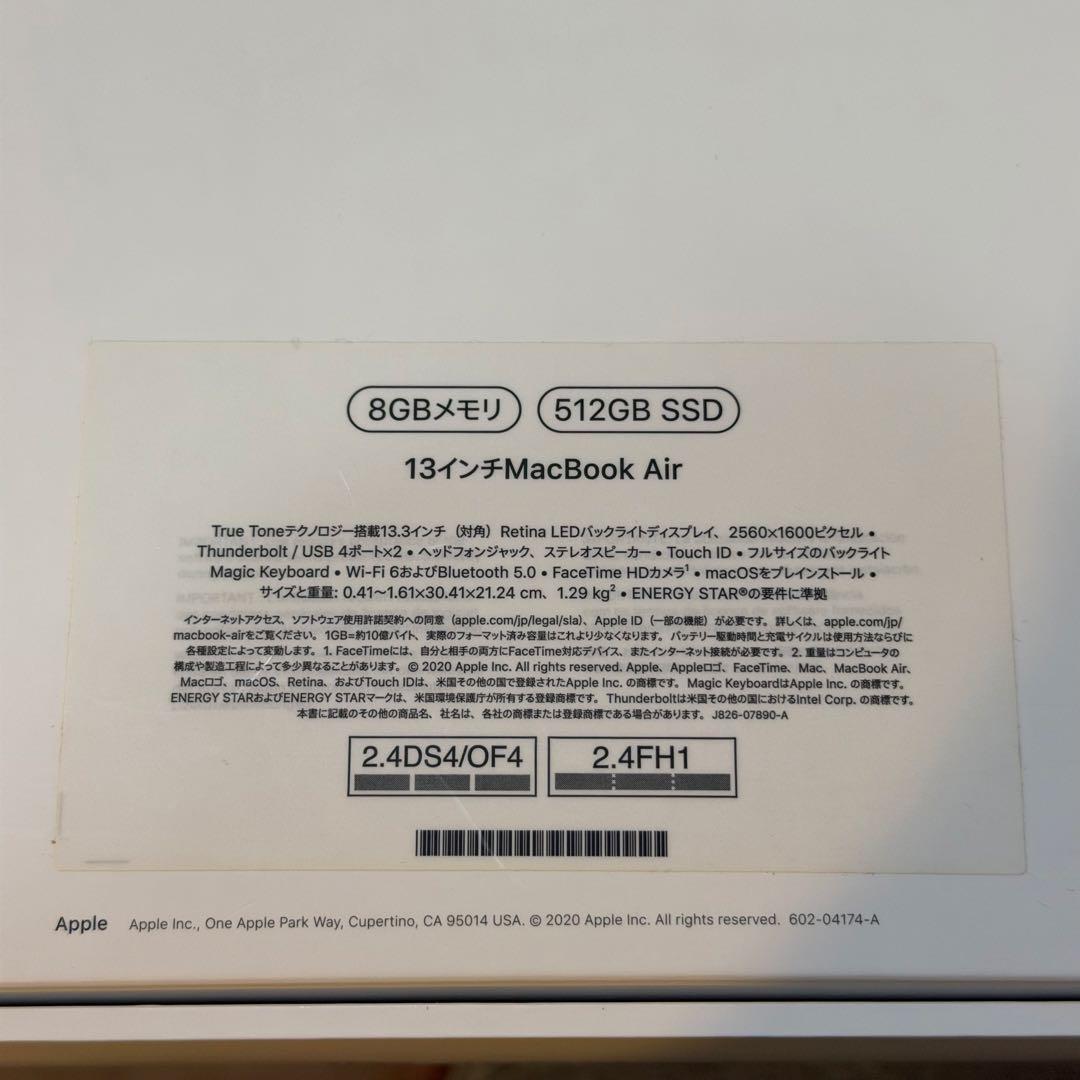 8GBメモリ 512GB SSD
13インチMacBook Air
True Toneテクノロジー搭載13.3インチ（対角）Retina LEDバックライトディスプレイ、2560×1600ピクセル •
Thunderbolt / USB 4ポート×2 • ヘッドフォンジャック、ステレオスピーカー • Touch ID • フルサイズのバックライト
Magic Keyboard • Wi-Fi 6およびBluetooth 5.0 • FaceTime HDカメラ¹ • macOSをプレインストール •
サイズと重量: 0.41〜1.61×30.41×21.24 cm、1.29 kg² • ENERGY STAR®の要件に準拠
インターネットアクセス、ソフトウェア使用許諾契約への同意（apple.com/jp/legal/sla）、Apple ID（一部の機能）が必要です。詳しくは、apple.com/jp/
macbook-airをご覧ください。1GB=約10億バイト、実際のフォーマット済み容量はこれより少なくなります。バッテリー駆動時間と充電サイクルは使用方法ならびに
各種設定によって変動します。1. FaceTimeには、自分と相手の両方にFaceTime対応デバイス、またインターネット接続が必要です。2. 重量はコンピュータの
構成や製造工程によって多少異なることがあります。© 2020 Apple Inc. All rights reserved. Apple、Appleロゴ、FaceTime、Mac、MacBook Air、
Macロゴ、macOS、Retina、およびTouch IDは、米国その他の国で登録されたApple Inc. の商標です。Magic KeyboardはApple Inc. の商標です。
ENERGY STARおよびENERGY STARマークは、米国環境保護庁が所有する登録商標です。Thunderboltは米国その他の国におけるIntel Corp. の商標です。
本書に記載のその他の商品名、社名は、各社の商標または登録商標である場合があります。J826-07890-A
2.4DS4/OF4 2.4FH1
Apple Apple Inc., One Apple Park Way, Cupertino, CA 95014 USA. © 2020 Apple Inc. All rights reserved. 602-04174-A